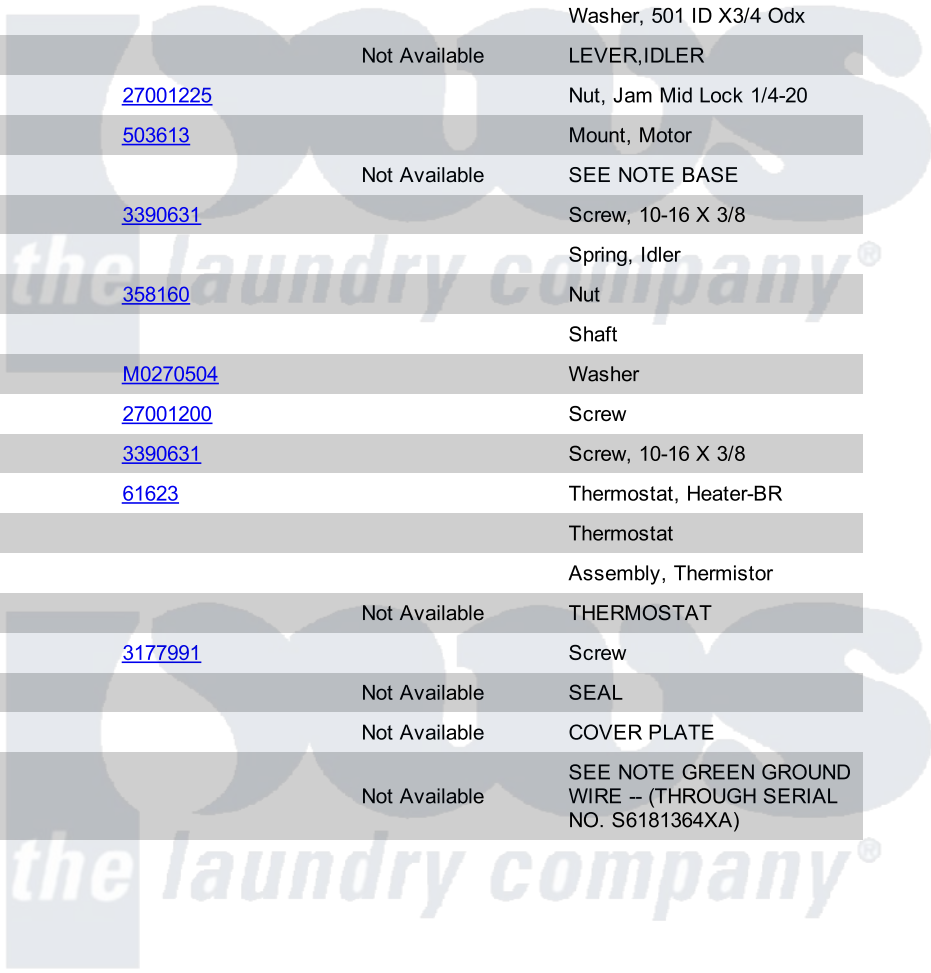 Washer, 501 ID X3/4 Odx
Not Available LEVER,IDLER
27001225 Nut, Jam Mid Lock 1/4-20
503613 Mount, Motor
Not Available SEE NOTE BASE
3390631 Screw, 10-16 X 3/8
Spring, Idler
the laundry company®
358160 Nut
Shaft
M0270504 Washer
27001200 Screw
3390631 Screw, 10-16 X 3/8
61623 Thermostat, Heater-BR
Thermostat
Assembly, Thermistor
Not Available THERMOSTAT
3177991 Screw
Not Available SEAL
Not Available COVER PLATE
SEE NOTE GREEN GROUND
Not Available WIRE -- (THROUGH SERIAL
NO. S6181364XA)
the laundry company®